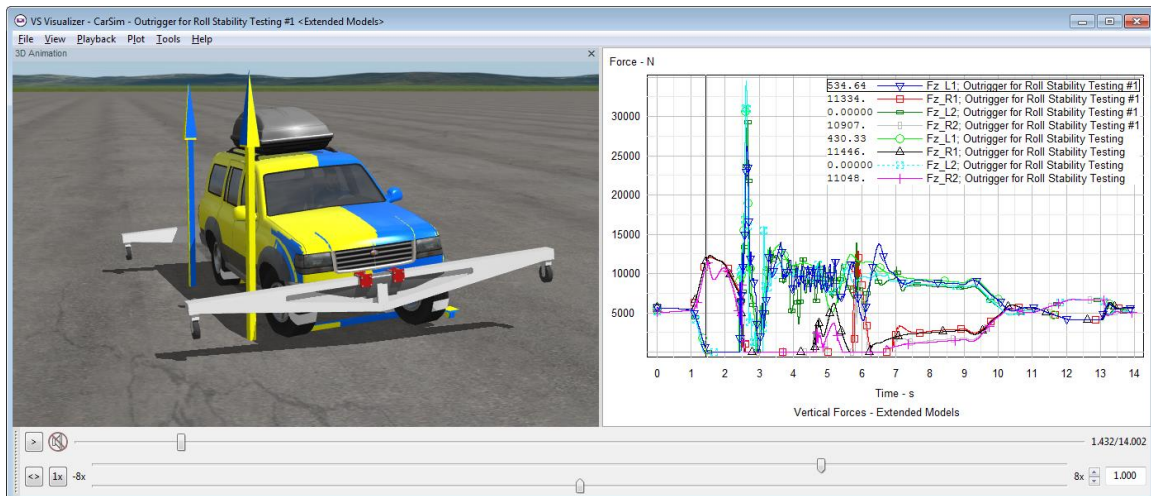 VS Visualizer - CarSim - Outrigger for Roll Stability Testing #1 <Extended Models>
File View Playback Plot Tools Help
3D Animation
Force - N
534.64 Fz_L1; Outrigger for Roll Stability Testing #1
11334. Fz_R1; Outrigger for Roll Stability Testing #1
0.00000 Fz_L2; Outrigger for Roll Stability Testing #1
10907. Fz_R2; Outrigger for Roll Stability Testing #1
430.33 Fz_L1; Outrigger for Roll Stability Testing
11446. Fz_R1; Outrigger for Roll Stability Testing
0.00000 Fz_L2; Outrigger for Roll Stability Testing
11048. Fz_R2; Outrigger for Roll Stability Testing
30000
25000
20000
15000
10000
5000
0 1 2 3 4 5 6 7 8 9 10 11 12 13 14
Time - s
Vertical Forces - Extended Models
> 1.432/14.002
<> 1x -8x 8x 1.000